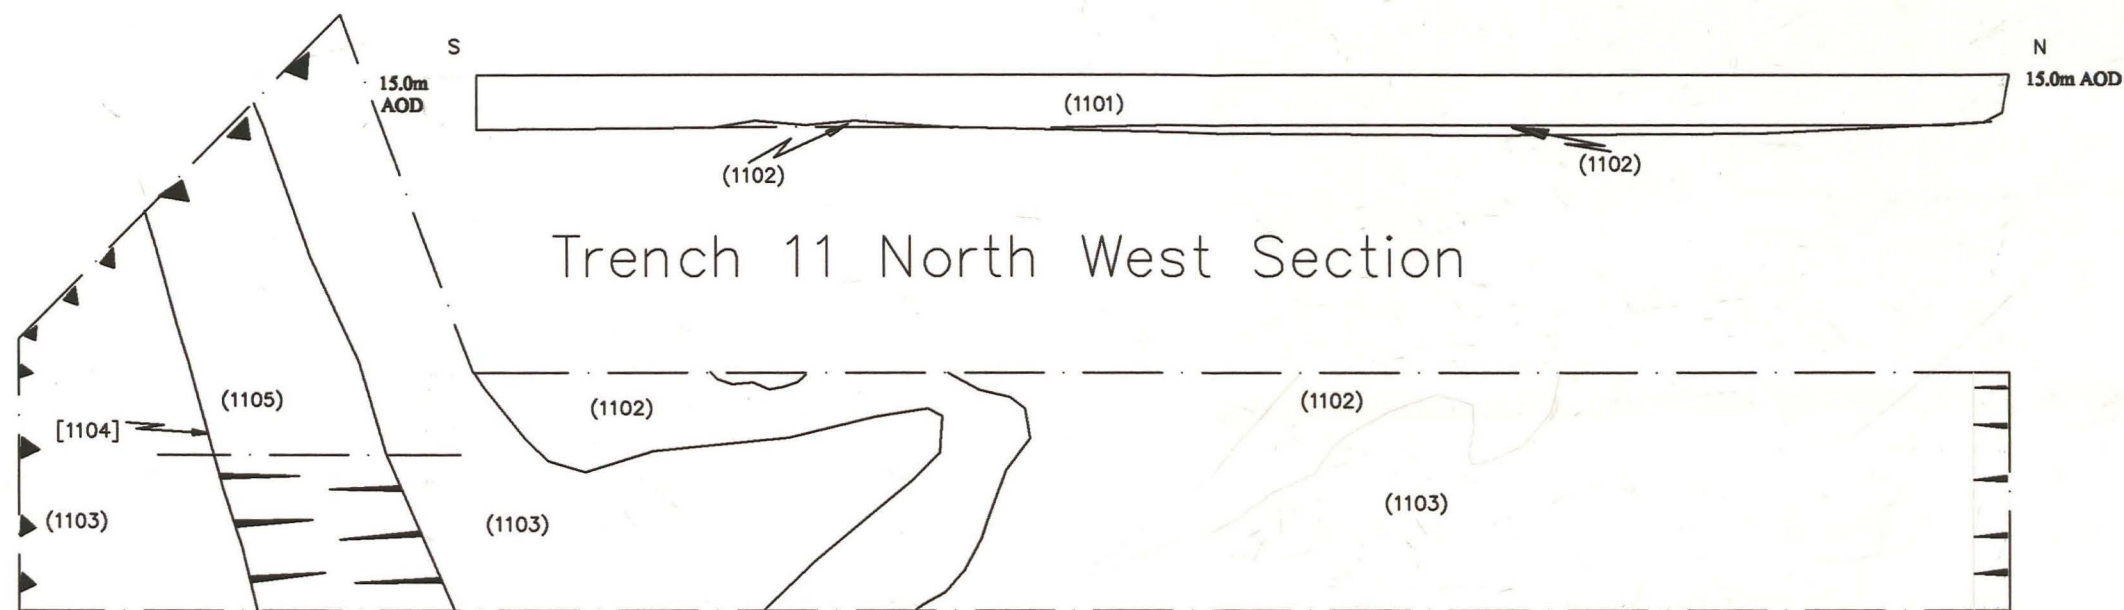 S
N
15.0m
AOD
15.0m AOD
(1101)
(1102)
(1102)
Trench 11 North West Section
(1105)
(1102)
(1102)
[1104]
(1103)
(1103)
(1103)